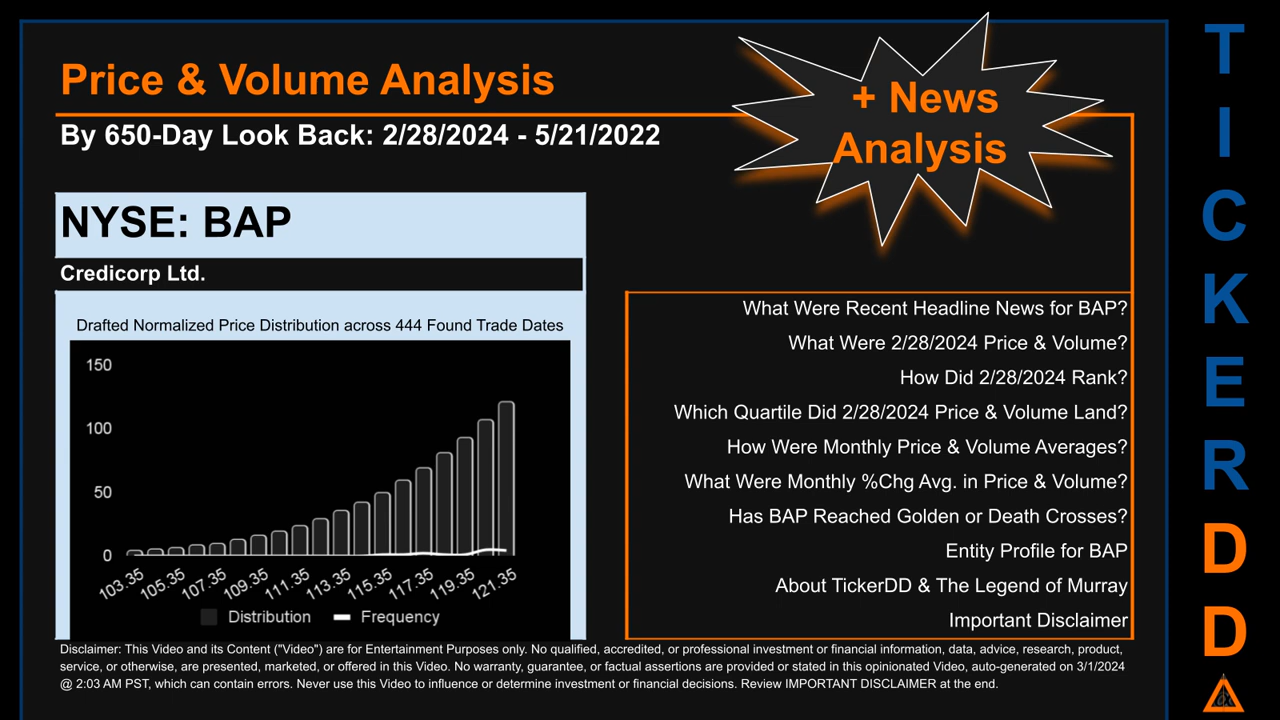 Price & Volume Analysis
By 650-Day Look Back: 2/28/2024 - 5/21/2022
+ News
Analysis
NYSE: BAP
Credicorp Ltd.
Drafted Normalized Price Distribution across 444 Found Trade Dates
150
100
50
0
103.35
105.35
107.35
109.35
111.35
113.35
115.35
117.35
119.35
121.35
Distribution
Frequency
What Were Recent Headline News for BAP?
What Were 2/28/2024 Price & Volume?
How Did 2/28/2024 Rank?
Which Quartile Did 2/28/2024 Price & Volume Land?
How Were Monthly Price & Volume Averages?
What Were Monthly %Chg Avg. in Price & Volume?
Has BAP Reached Golden or Death Crosses?
Entity Profile for BAP
About TickerDD & The Legend of Murray
Important Disclaimer
Disclaimer: This Video and its Content ("Video") are for Entertainment Purposes only. No qualified, accredited, or professional investment or financial information, data, advice, research, product,
service, or otherwise, are presented, marketed, or offered in this Video. No warranty, guarantee, or factual assertions are provided or stated in this opinionated Video, auto-generated on 3/1/2024
@ 2:03 AM PST, which can contain errors. Never use this Video to influence or determine investment or financial decisions. Review IMPORTANT DISCLAIMER at the end.
TICKERDD